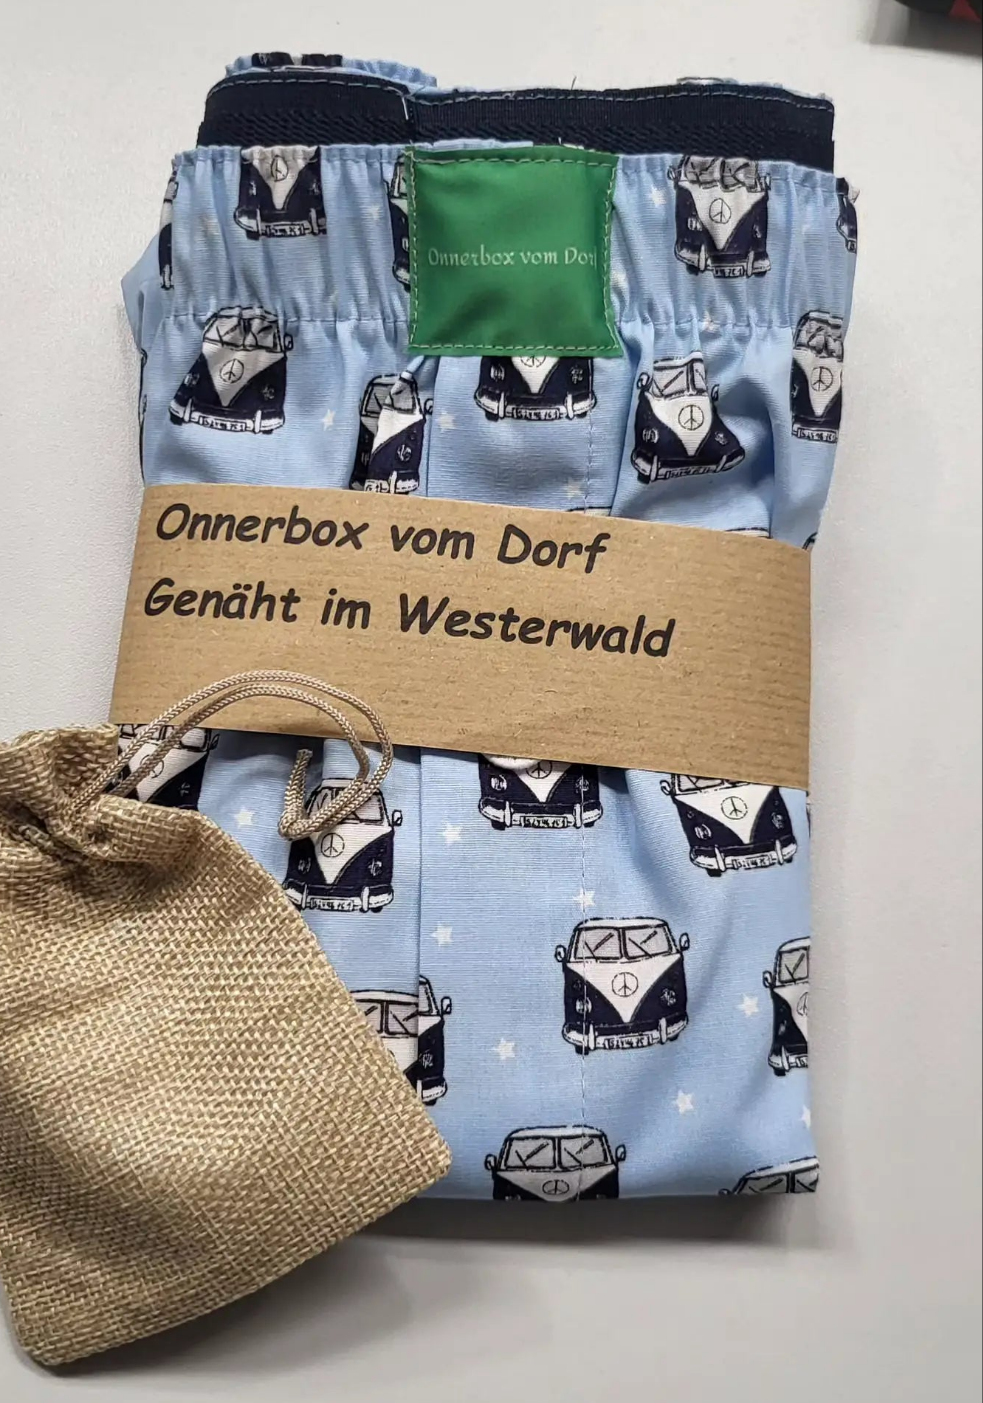 Onnerbox vom Dorf
Onnerbox vom Dorf
Genäht im Westerwald